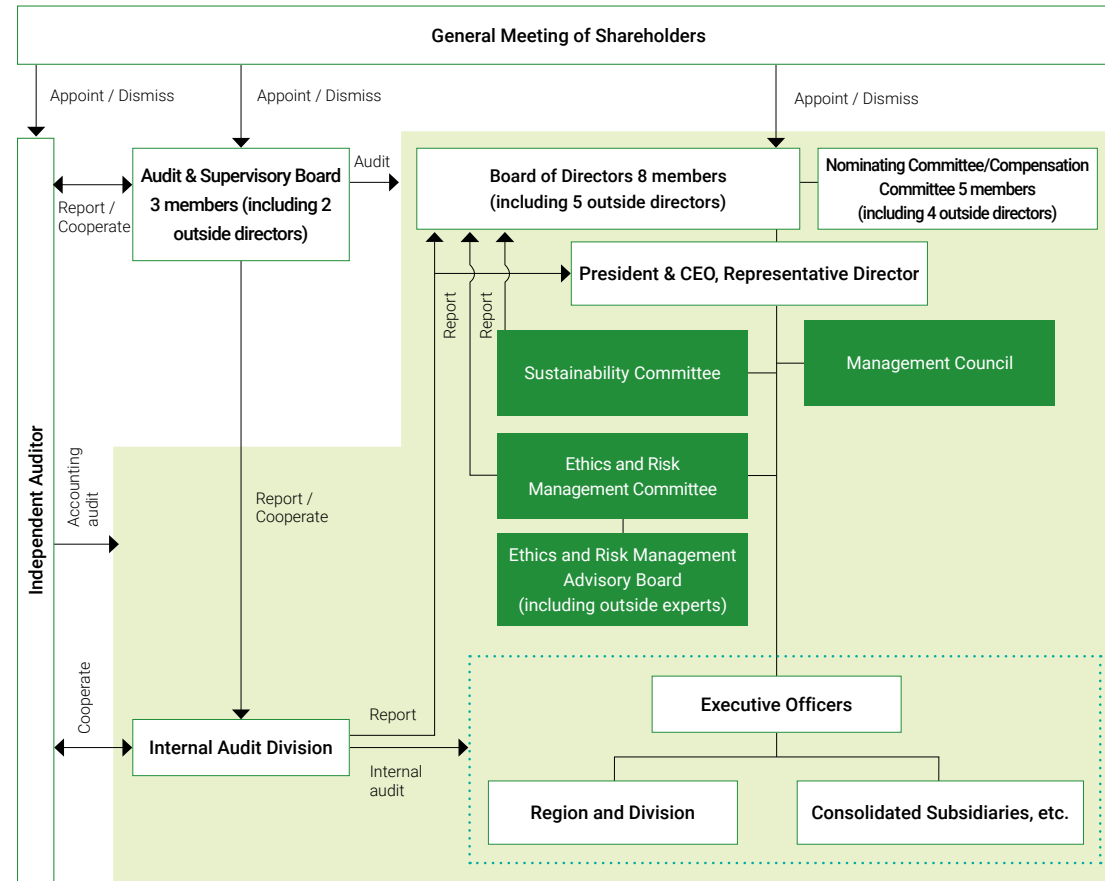 General Meeting of Shareholders
Appoint / Dismiss
Appoint / Dismiss
Appoint / Dismiss
Audit & Supervisory Board
3 members (including 2
outside directors)
Audit
Board of Directors 8 members
(including 5 outside directors)
Nominating Committee/Compensation
Committee 5 members
(including 4 outside directors)
Report /
Cooperate
President & CEO, Representative Director
Report
Report
Sustainability Committee
Management Council
Independent Auditor
Accounting
audit
Report /
Cooperate
Ethics and Risk
Management Committee
Ethics and Risk Management
Advisory Board
(including outside experts)
Cooperate
Internal Audit Division
Report
Internal
audit
Executive Officers
Region and Division
Consolidated Subsidiaries, etc.